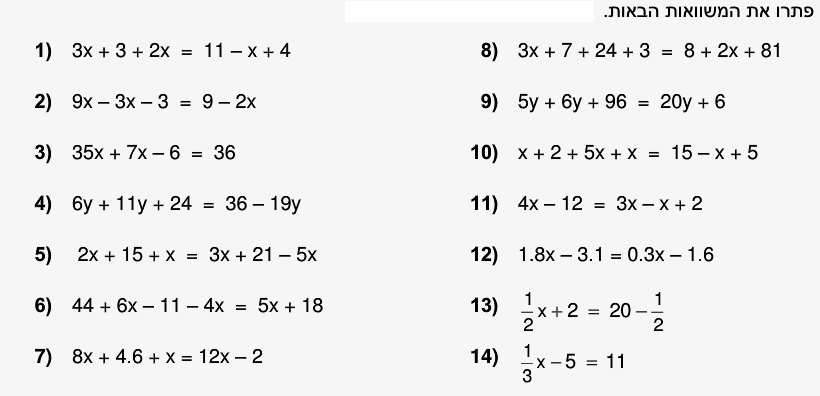 פתרו את המשוואות הבאות.
1) 3x + 3 + 2x = 11 – x + 4
2) 9x – 3x – 3 = 9 – 2x
3) 35x + 7x – 6 = 36
4) 6y + 11y + 24 = 36 – 19y
5) 2x + 15 + x = 3x + 21 – 5x
6) 44 + 6x – 11 – 4x = 5x + 18
7) 8x + 4.6 + x = 12x – 2
8) 3x + 7 + 24 + 3 = 8 + 2x + 81
9) 5y + 6y + 96 = 20y + 6
10) x + 2 + 5x + x = 15 – x + 5
11) 4x – 12 = 3x – x + 2
12) 1.8x – 3.1 = 0.3x – 1.6
13) 1/2 x + 2 = 20 – 1/2
14) 1/3 x – 5 = 11